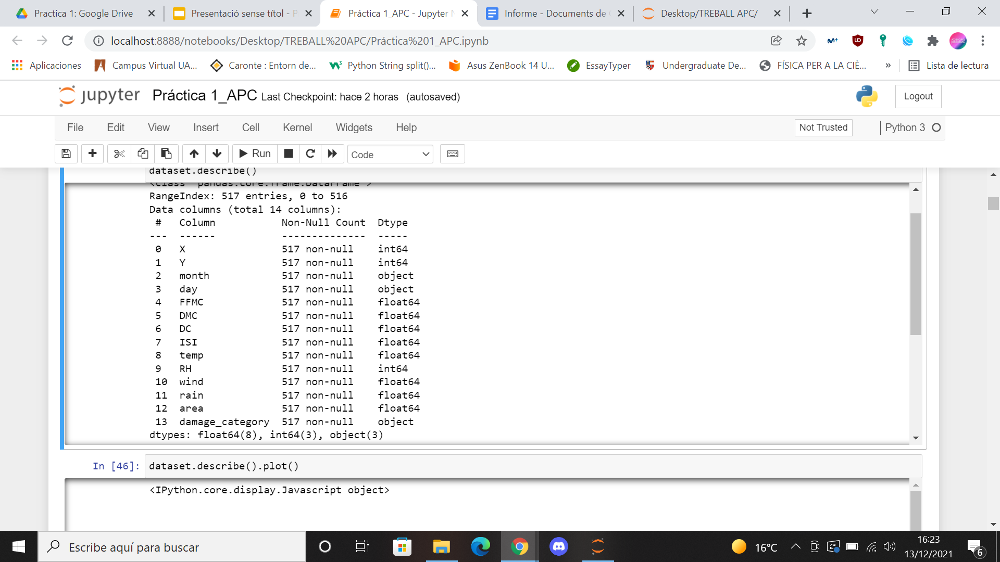 Practica 1: Google Drive
Presentació sense títol - P
Práctica 1_APC - Jupyter N
Informe - Documents de G
Desktop/TREBALL APC/
localhost:8888/notebooks/Desktop/TREBALL%20APC/Práctica%201_APC.ipynb
Aplicaciones
Campus Virtual UA...
Caronte : Entorn de...
Python String split()...
Asus ZenBook 14 U...
EssayTyper
Undergraduate De...
FÍSICA PER A LA CIÈ...
»
Lista de lectura
jupyter Práctica 1_APC Last Checkpoint: hace 2 horas (autosaved)
Logout
File Edit View Insert Cell Kernel Widgets Help
Not Trusted
Python 3
Run
Code
dataset.describe()
<class 'pandas.core.frame.DataFrame'>
RangeIndex: 517 entries, 0 to 516
Data columns (total 14 columns):
# Column Non-Null Count Dtype
--- ------ -------------- -----
0 X 517 non-null int64
1 Y 517 non-null int64
2 month 517 non-null object
3 day 517 non-null object
4 FFMC 517 non-null float64
5 DMC 517 non-null float64
6 DC 517 non-null float64
7 ISI 517 non-null float64
8 temp 517 non-null float64
9 RH 517 non-null int64
10 wind 517 non-null float64
11 rain 517 non-null float64
12 area 517 non-null float64
13 damage_category 517 non-null object
dtypes: float64(8), int64(3), object(3)
In [46]: dataset.describe().plot()
<IPython.core.display.Javascript object>
Escribe aquí para buscar
16°C
16:23
13/12/2021
6